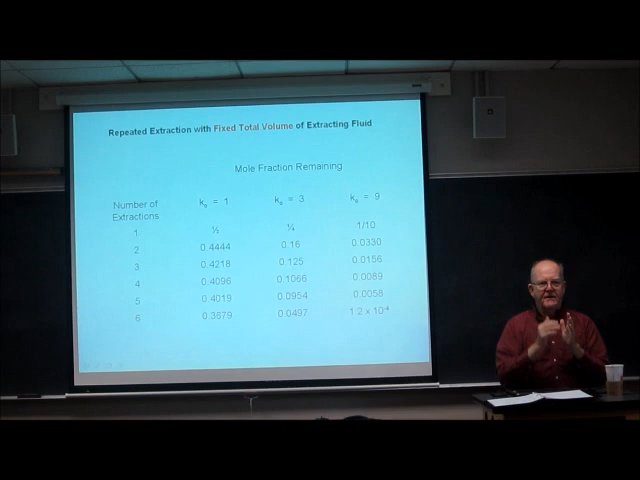 Repeated Extraction with Fixed Total Volume of Extracting Fluid
Mole Fraction Remaining
Number of Extractions kₑ = 1 kₑ = 3 kₑ = 9
1 ½ ¼ 1/10
2 0.4444 0.16 0.0330
3 0.4218 0.125 0.0156
4 0.4096 0.1066 0.0089
5 0.4019 0.0954 0.0058
6 0.3679 0.0497 1.2 x 10⁻⁴